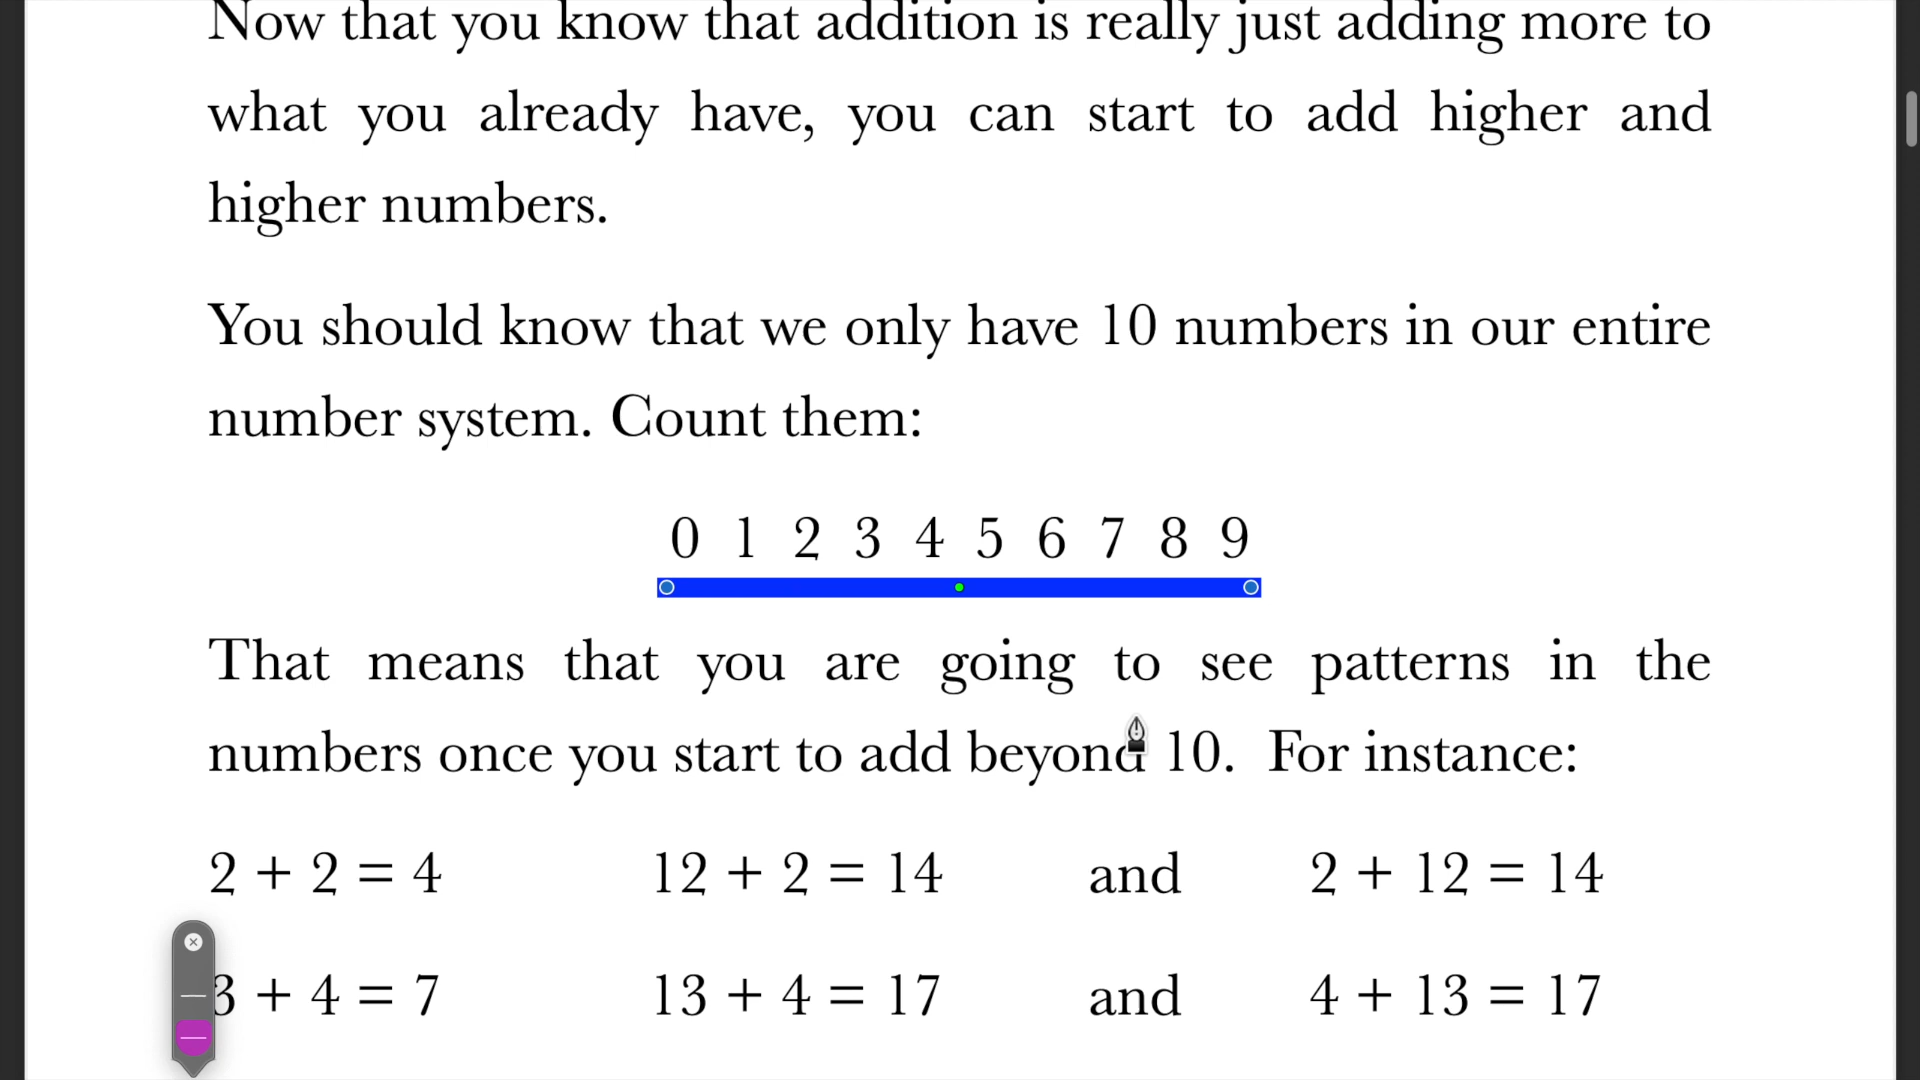 Now that you know that addition is really just adding more to
what you already have, you can start to add higher and
higher numbers.
You should know that we only have 10 numbers in our entire
number system. Count them:
0 1 2 3 4 5 6 7 8 9
That means that you are going to see patterns in the
numbers once you start to add beyond 10. For instance:
2 + 2 = 4 12 + 2 = 14 and 2 + 12 = 14
3 + 4 = 7 13 + 4 = 17 and 4 + 13 = 17